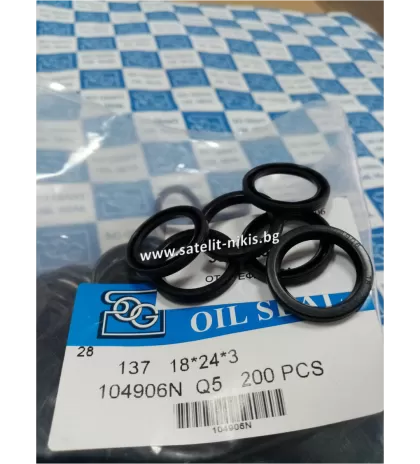 www.satelit-nikis.bg
SOG
OIL SEAL
28
137 18*24*3
104906N Q5 200 PCS
104906N